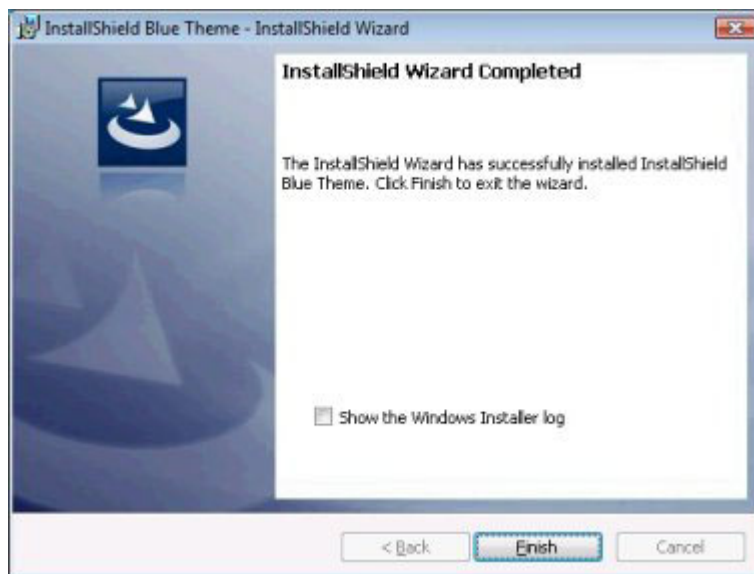 InstallShield Blue Theme - InstallShield Wizard
InstallShield Wizard Completed
The InstallShield Wizard has successfully installed InstallShield
Blue Theme. Click Finish to exit the wizard.
Show the Windows Installer log
< Back
Finish
Cancel